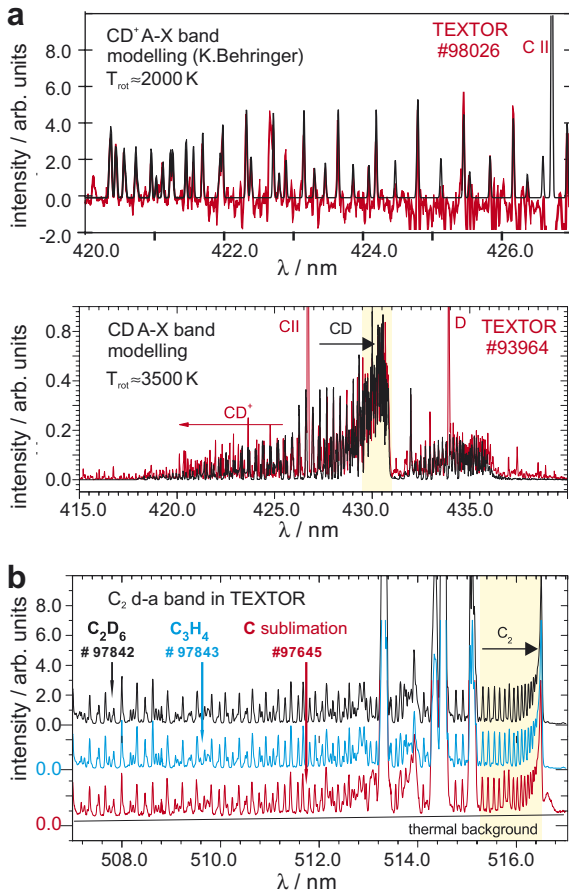 a
CD⁺ A-X band
modelling (K.Behringer)
T_rot≈2000 K
TEXTOR
#98026
C II
intensity / arb. units
8.0
6.0
4.0
2.0
0.0
-2.0
420.0
422.0
424.0
426.0
λ / nm
CD A-X band
modelling
T_rot≈3500 K
CII
CD
D
TEXTOR
#93964
CD⁺
intensity / arb. units
0.8
0.4
0.2
0.0
415.0
420.0
425.0
430.0
435.0
λ / nm
b
C₂ d-a band in TEXTOR
C₂D₆
# 97842
C₃H₄
# 97843
C sublimation
#97645
C₂
intensity / arb. units
8.0
6.0
4.0
2.0
0.0
0.0
0.0
thermal background
508.0
510.0
512.0
514.0
516.0
λ / nm